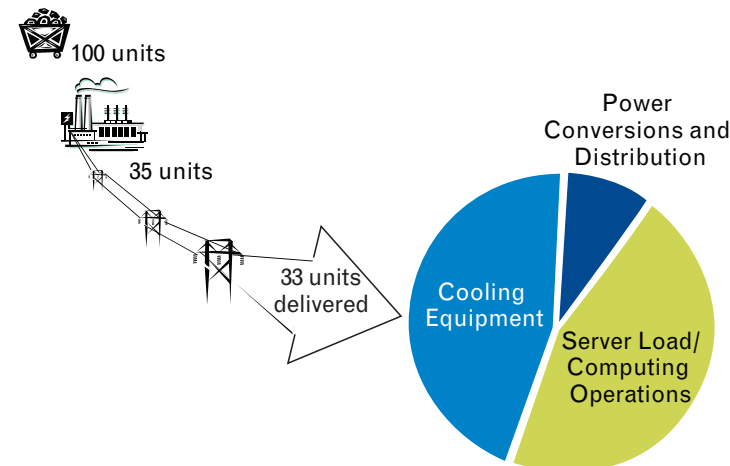 100 units
35 units
33 units
delivered
Power
Conversions and
Distribution
Cooling
Equipment
Server Load/
Computing
Operations